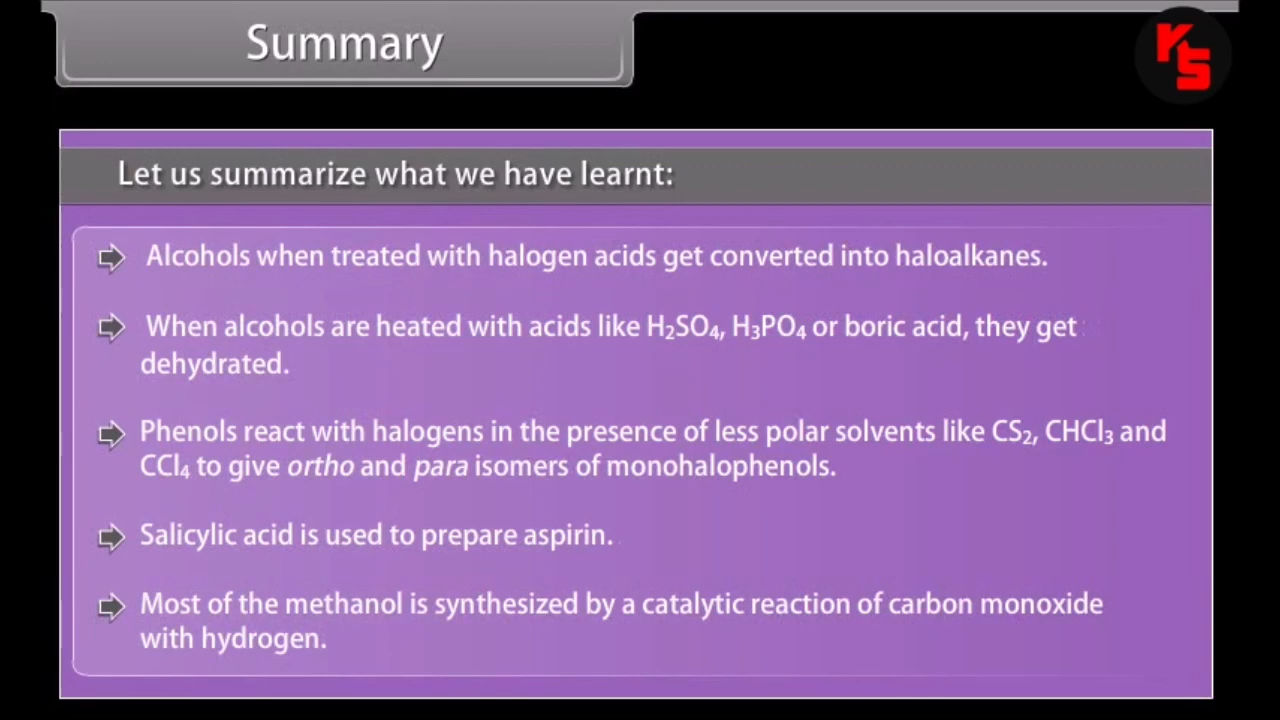 Summary
KTS
Let us summarize what we have learnt:
Alcohols when treated with halogen acids get converted into haloalkanes.
When alcohols are heated with acids like H₂SO₄, H₃PO₄ or boric acid, they get
dehydrated.
Phenols react with halogens in the presence of less polar solvents like CS₂, CHCl₃ and
CCl₄ to give ortho and para isomers of monohalophenols.
Salicylic acid is used to prepare aspirin.
Most of the methanol is synthesized by a catalytic reaction of carbon monoxide
with hydrogen.